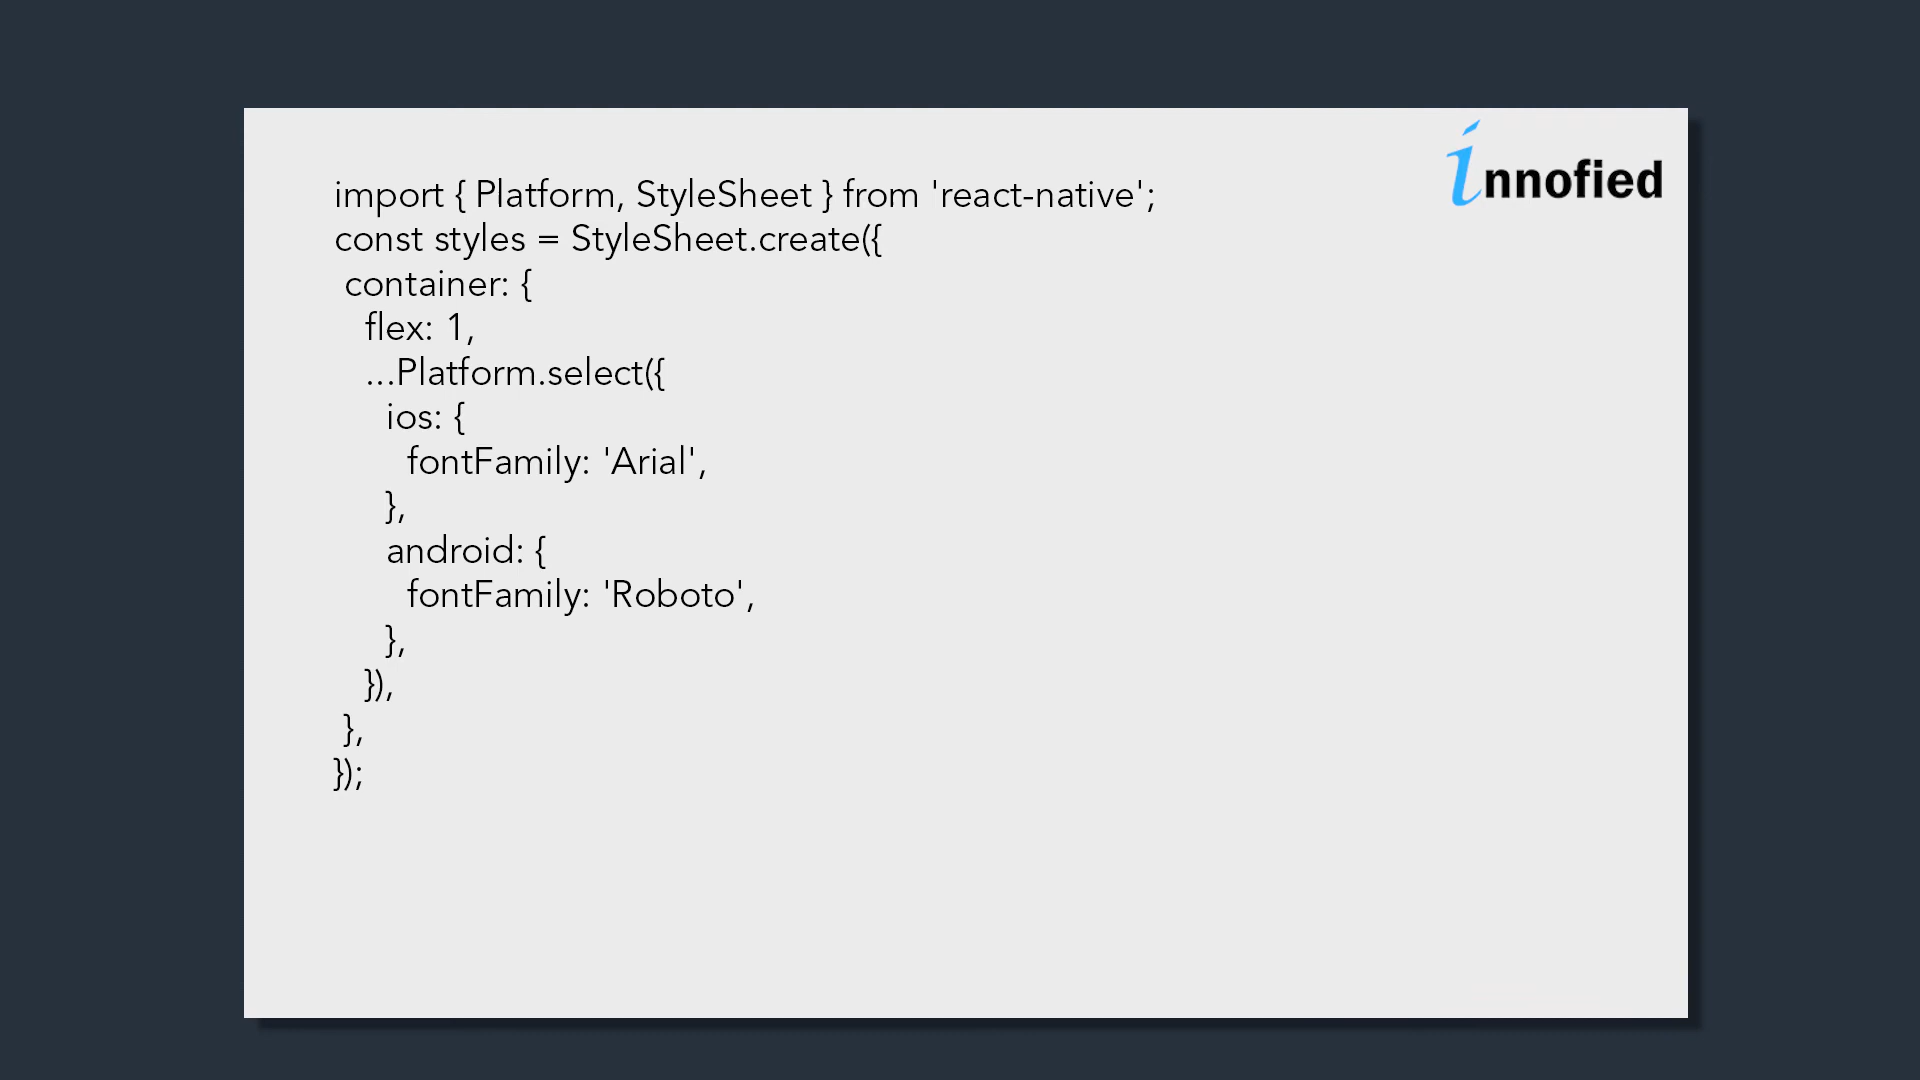 innofied
import { Platform, StyleSheet } from 'react-native';
const styles = StyleSheet.create({
 container: {
   flex: 1,
   ...Platform.select({
     ios: {
       fontFamily: 'Arial',
     },
     android: {
       fontFamily: 'Roboto',
     },
   }),
 },
});